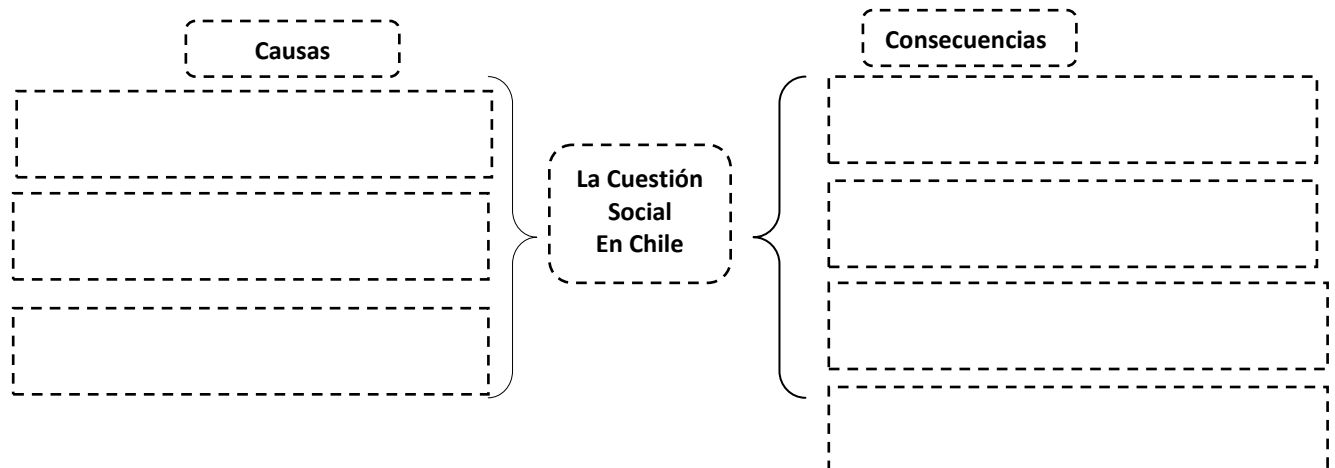 Causas
Consecuencias
La Cuestión
Social
En Chile